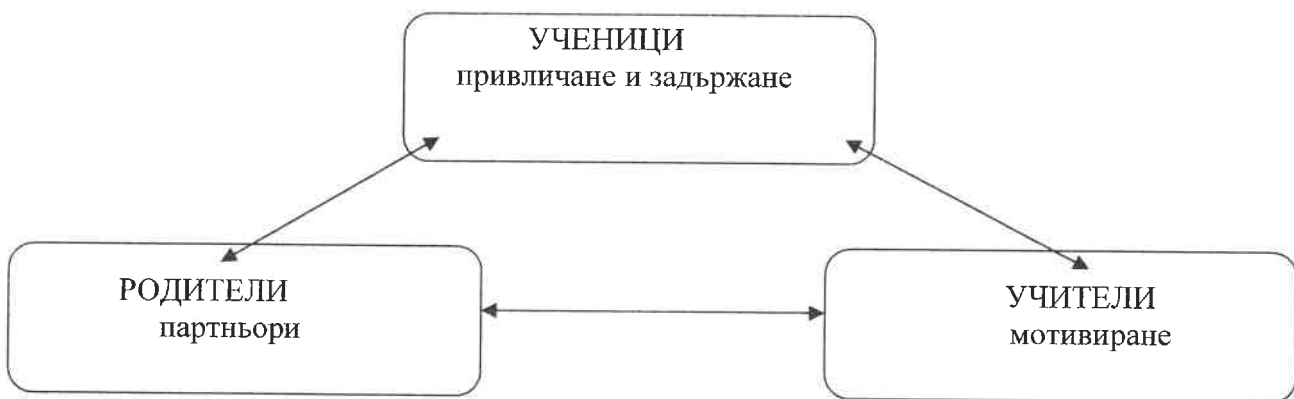 УЧЕНИЦИ
привличане и задържане
РОДИТЕЛИ
партньори
УЧИТЕЛИ
мотивиране